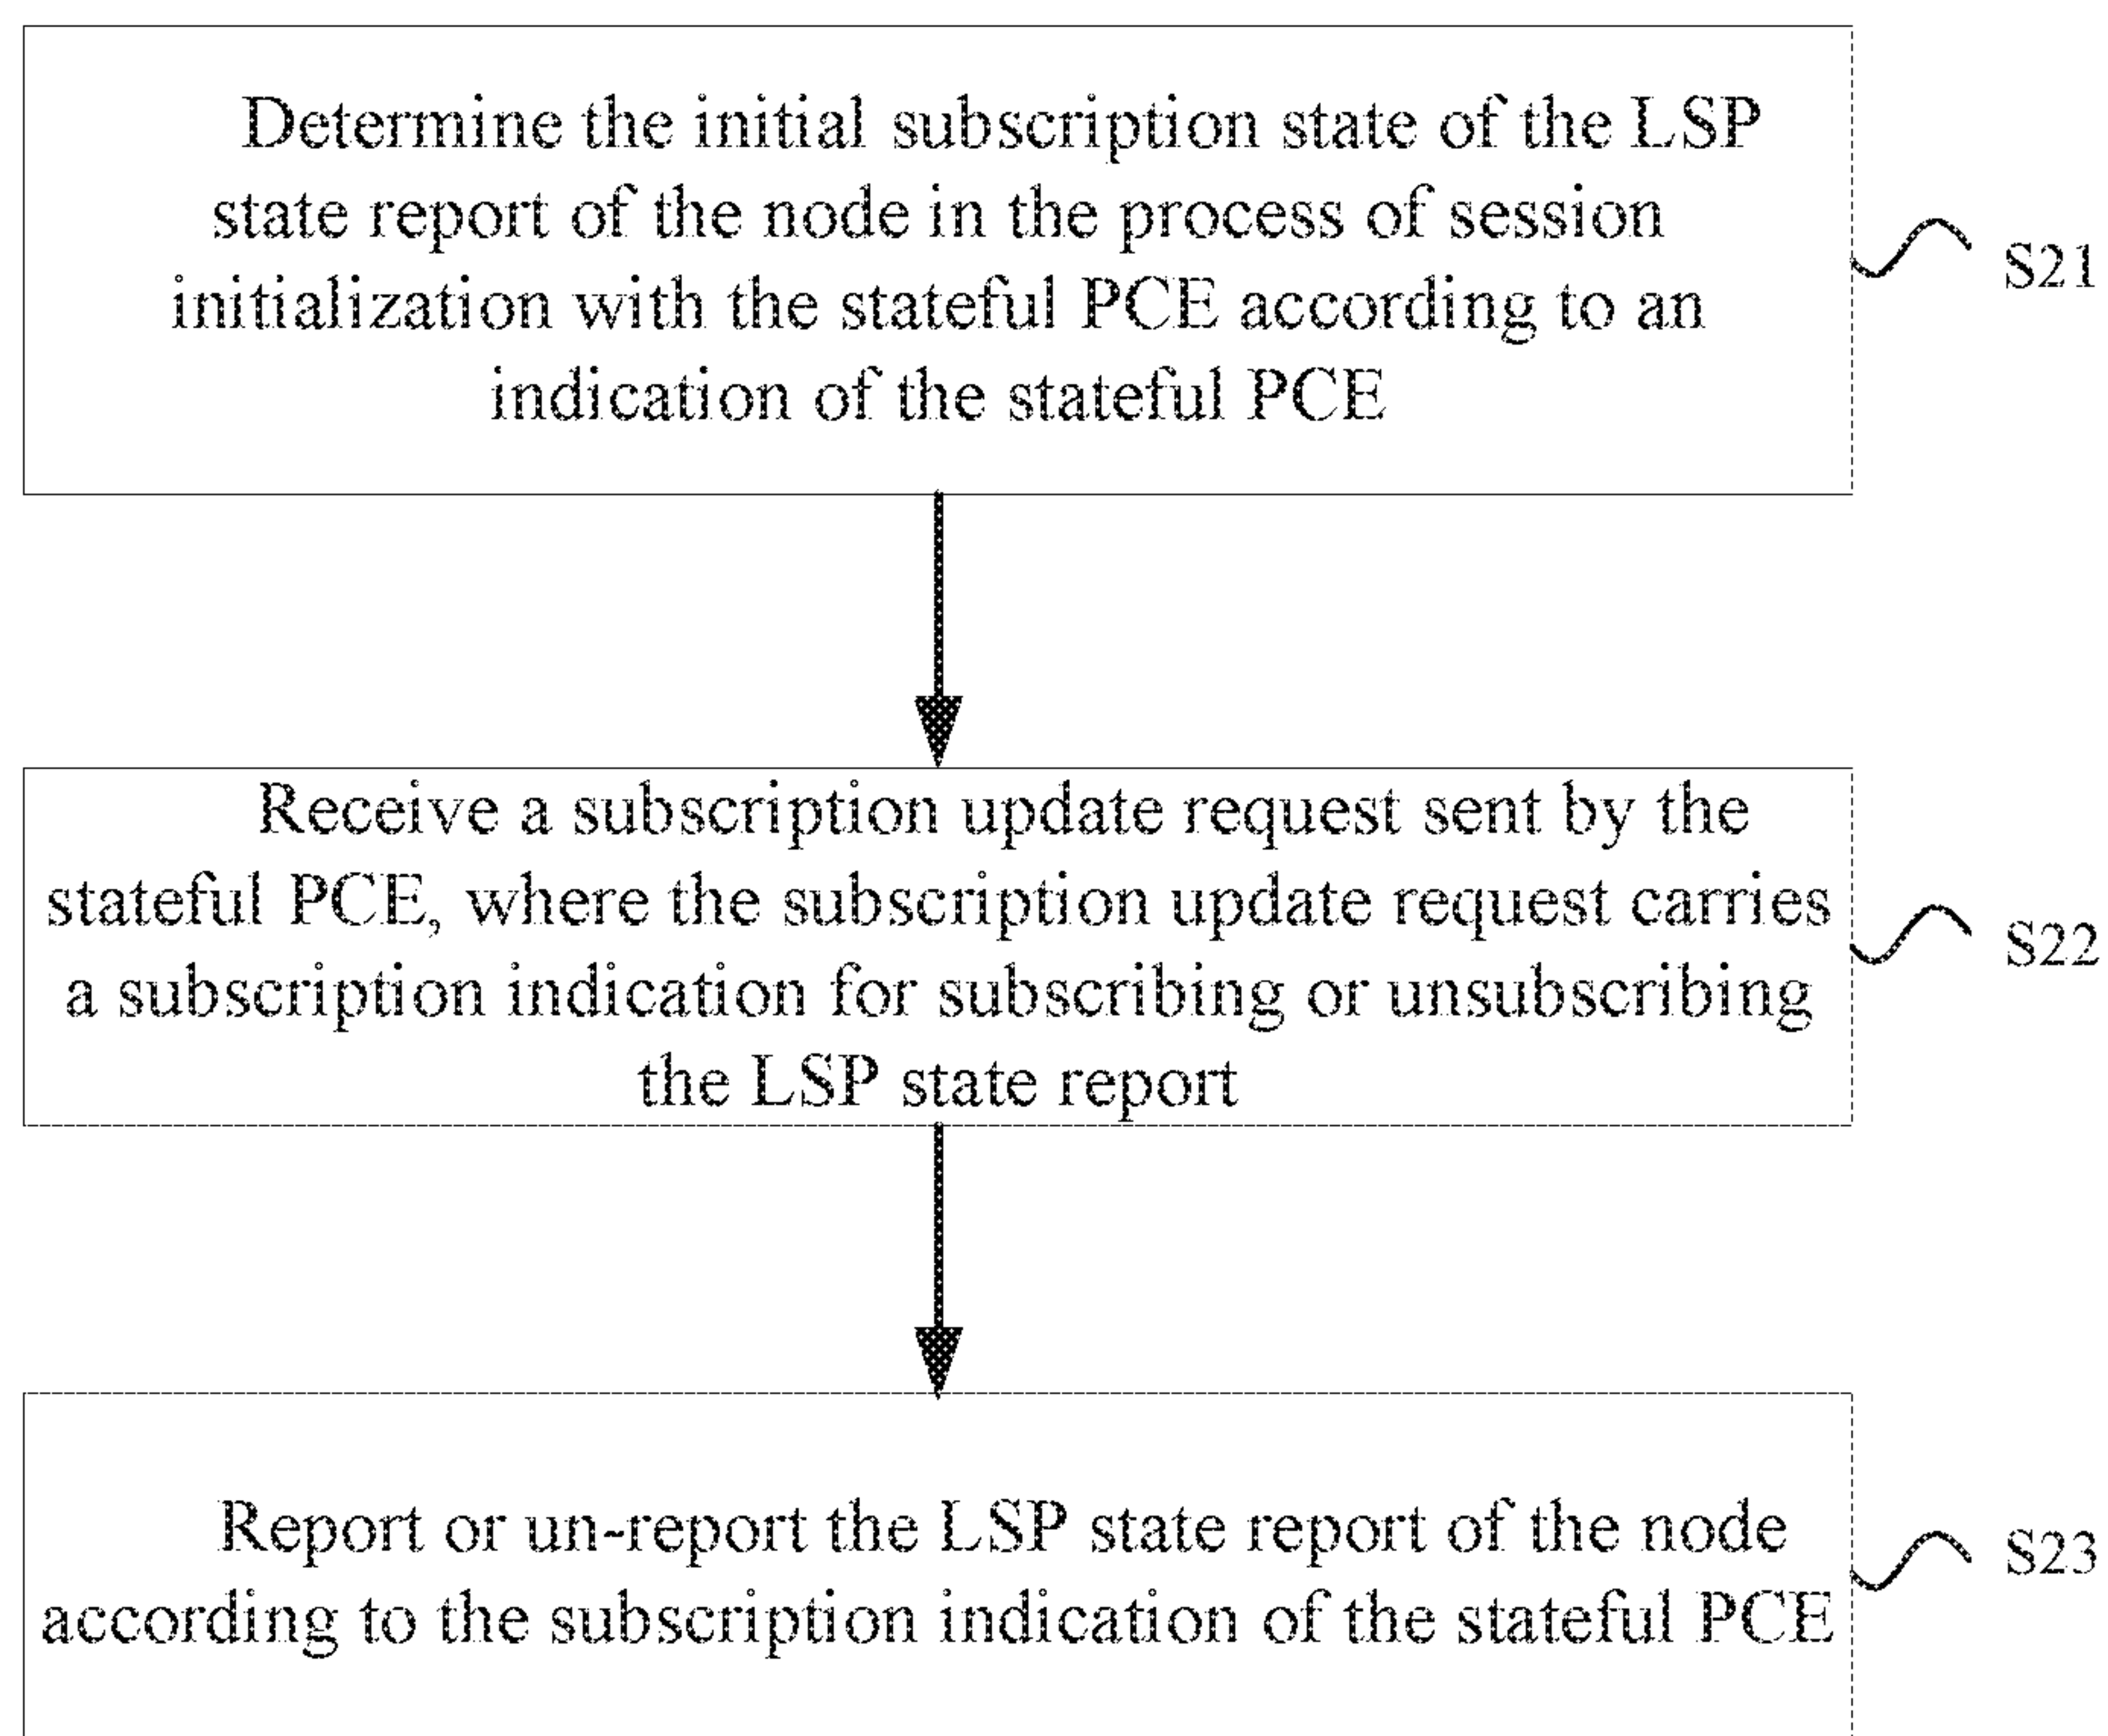 Determine the initial subscription state of the LSP
state report of the node in the process of session
initialization with the stateful PCE according to an
indication of the stateful PCE
S21
Receive a subscription update request sent by the
stateful PCE, where the subscription update request carries
a subscription indication for subscribing or unsubscribing
the LSP state report
S22
Report or un-report the LSP state report of the node
according to the subscription indication of the stateful PCE
S23